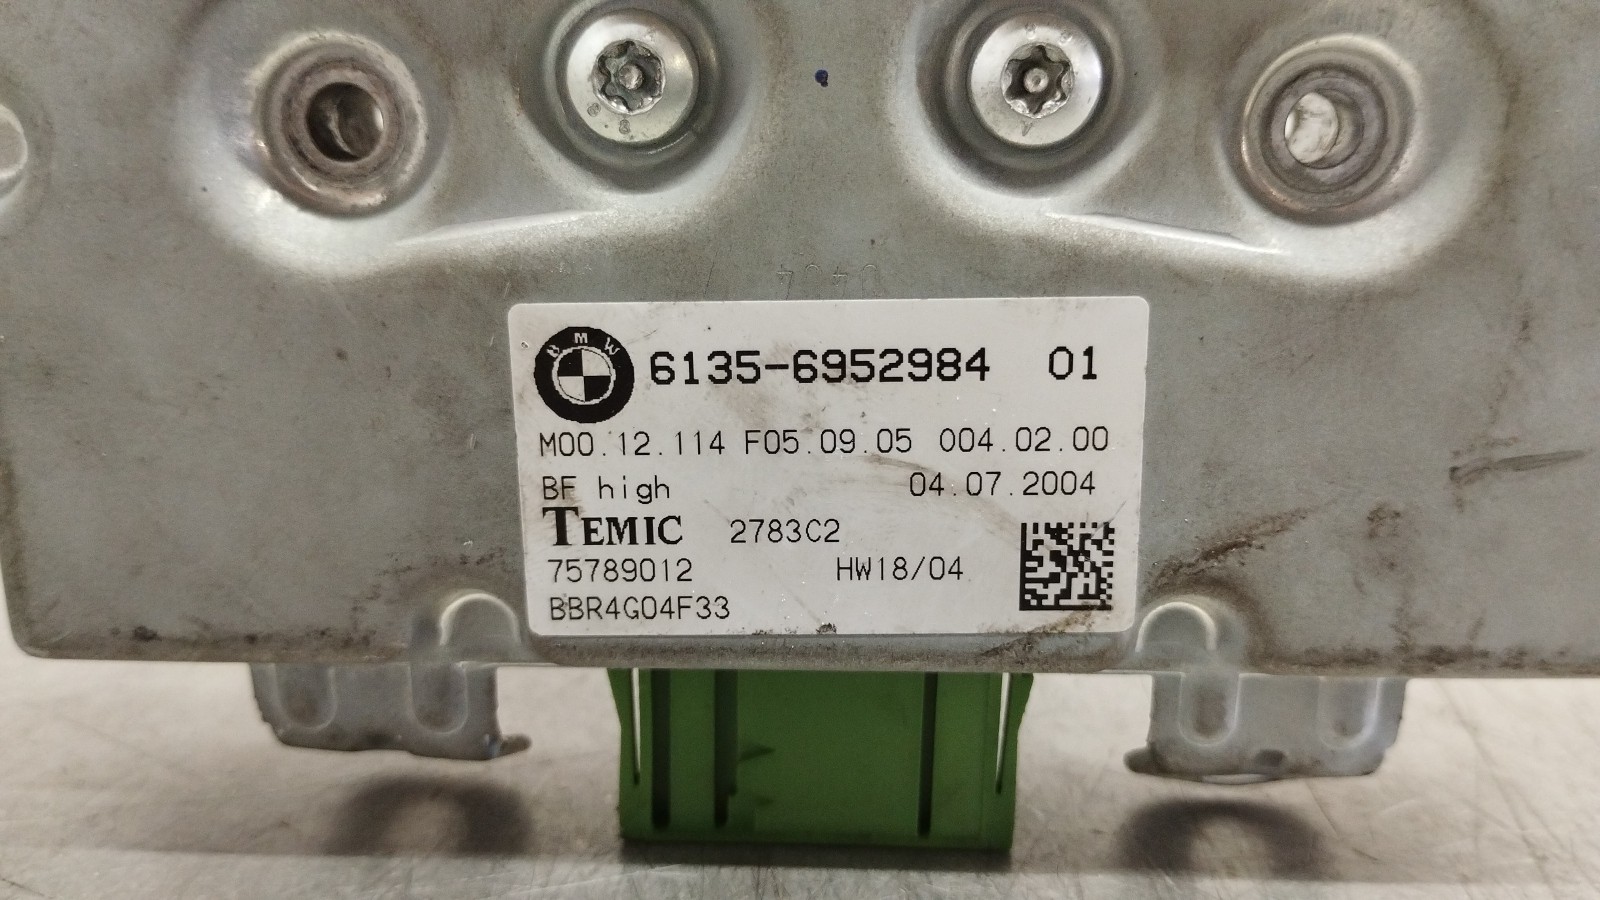 BMW 6135-6952984 01
M00.12.114 F05.09.05 004.02.00
BF high 04.07.2004
TEMIC 2783C2
75789012 HW18/04
BBR4G04F33